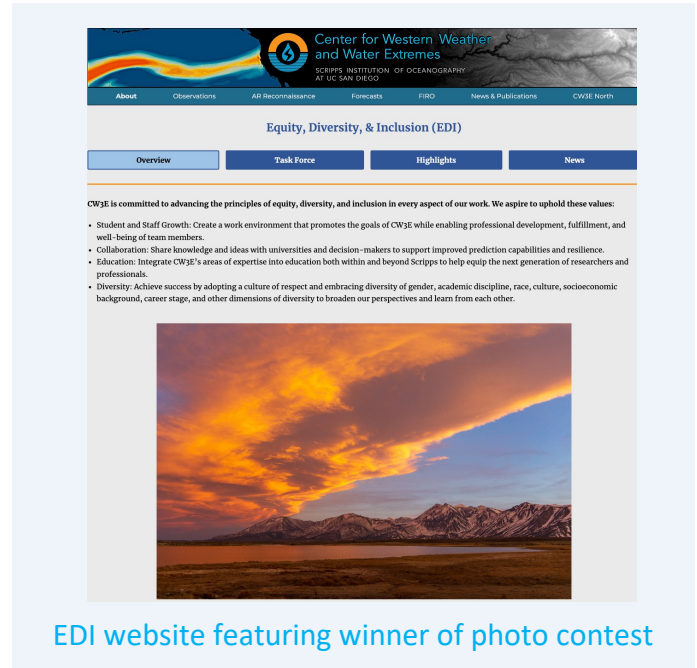 Center for Western Weather
and Water Extremes
SCRIPPS INSTITUTION OF OCEANOGRAPHY
AT UC SAN DIEGO
About Observations AR Reconnaissance Forecasts FIRO News & Publications CW3E North
Equity, Diversity, & Inclusion (EDI)
Overview Task Force Highlights News
CW3E is committed to advancing the principles of equity, diversity, and inclusion in every aspect of our work. We aspire to uphold these values:
• Student and Staff Growth: Create a work environment that promotes the goals of CW3E while enabling professional development, fulfillment, and
well-being of team members.
• Collaboration: Share knowledge and ideas with universities and decision-makers to support improved prediction capabilities and resilience.
• Education: Integrate CW3E's areas of expertise into education both within and beyond Scripps to help equip the next generation of researchers and
professionals.
• Diversity: Achieve success by adopting a culture of respect and embracing diversity of gender, academic discipline, race, culture, socioeconomic
background, career stage, and other dimensions of diversity to broaden our perspectives and learn from each other.
EDI website featuring winner of photo contest